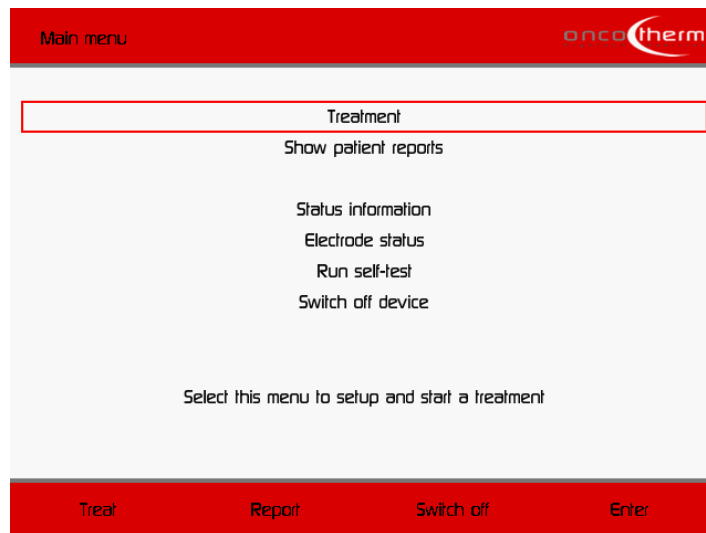 Main menu
oncotherm
Treatment
Show patient reports
Status information
Electrode status
Run self-test
Switch off device
Select this menu to setup and start a treatment
Treat Report Switch off Enter